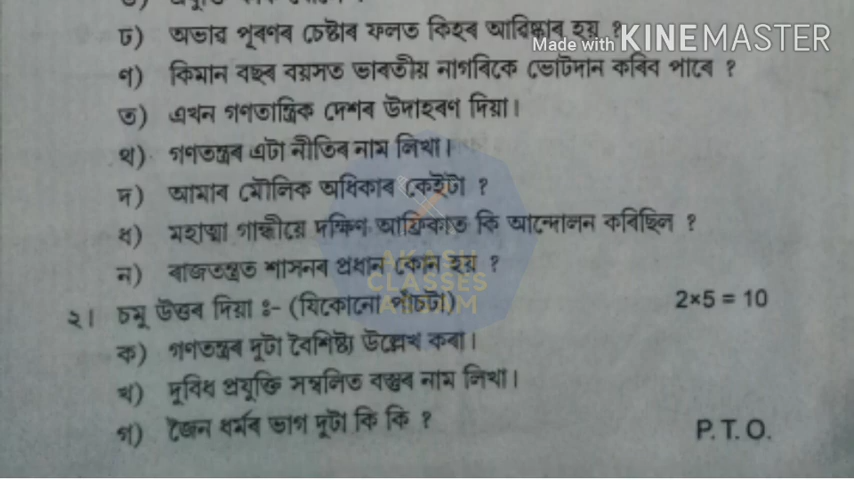 ঢ) অভাৱ পূৰণৰ চেষ্টাৰ ফলত কিহৰ আৱিষ্কাৰ হয় ?
Made with KINEMASTER
ণ) কিমান বছৰ বয়সত ভাৰতীয় নাগৰিকে ভোটদান কৰিব পাৰে ?
ত) এখন গণতান্ত্ৰিক দেশৰ উদাহৰণ দিয়া।
থ) গণতন্ত্ৰৰ এটা নীতিৰ নাম লিখা।
দ) আমাৰ মৌলিক অধিকাৰ কেইটা ?
ধ) মহাত্মা গান্ধীয়ে দক্ষিণ আফ্ৰিকাত কি আন্দোলন কৰিছিল ?
ন) ৰাজতন্ত্ৰত শাসনৰ প্ৰধান কোন হয় ?
AKASH CLASSES ASSAM
২। চমু উত্তৰ দিয়া :- (যিকোনো পাঁচটা) 2×5 = 10
ক) গণতন্ত্ৰৰ দুটা বৈশিষ্ট্য উল্লেখ কৰা।
খ) দুবিধ প্ৰযুক্তি সম্বলিত বস্তুৰ নাম লিখা।
গ) জৈন ধৰ্মৰ ভাগ দুটা কি কি ?
P.T.O.